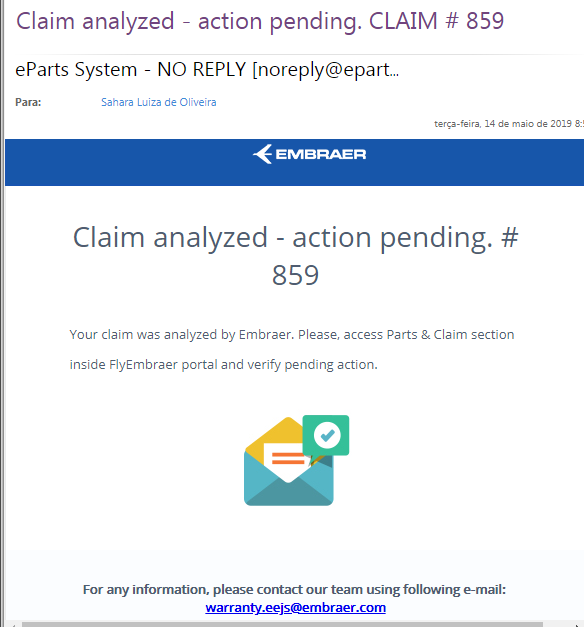 Claim analyzed - action pending. CLAIM # 859
eParts System - NO REPLY [noreply@epart...
Para: Sahara Luiza de Oliveira
terça-feira, 14 de maio de 2019 8:
EMBRAER
Claim analyzed - action pending. #
859
Your claim was analyzed by Embraer. Please, access Parts & Claim section
inside FlyEmbraer portal and verify pending action.
For any information, please contact our team using following e-mail:
warranty.eejs@embraer.com